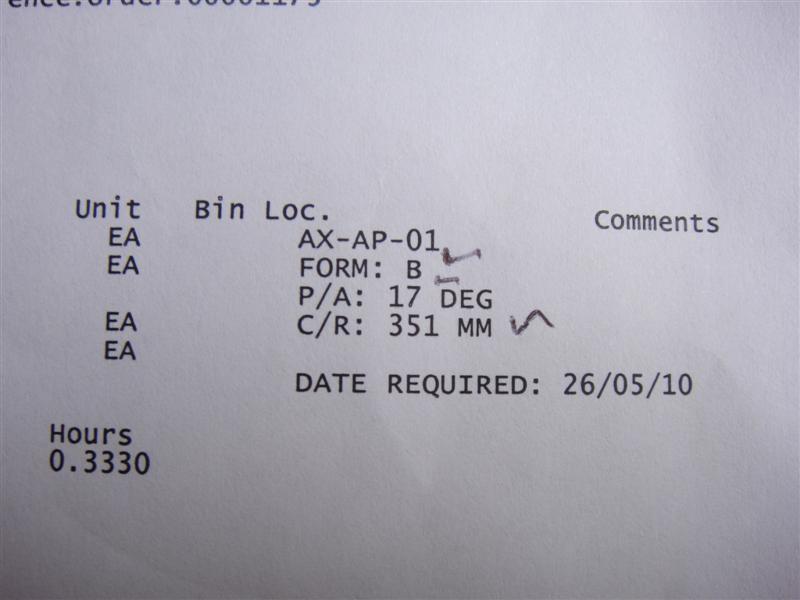 Unit Bin Loc. Comments
EA AX-AP-01
EA FORM: B
P/A: 17 DEG
EA C/R: 351 MM
EA
DATE REQUIRED: 26/05/10
Hours
0.3330